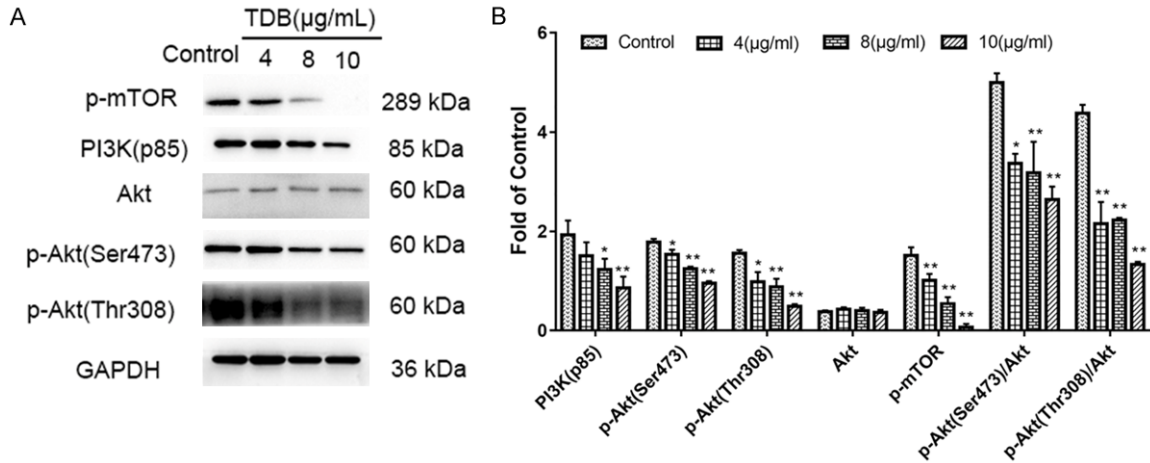 A
TDB(μg/mL)
Control 4 8 10
p-mTOR 289 kDa
PI3K(p85) 85 kDa
Akt 60 kDa
p-Akt(Ser473) 60 kDa
p-Akt(Thr308) 60 kDa
GAPDH 36 kDa
B
Control 4(μg/ml) 8(μg/ml) 10(μg/ml)
Fold of Control
6
4
2
0
* **
* ** **
* ** **
** ** **
* ** **
** ** **
PI3K(p85)
p-Akt(Ser473)
p-Akt(Thr308)
Akt
p-mTOR
p-Akt(Ser473)/Akt
p-Akt(Thr308)/Akt